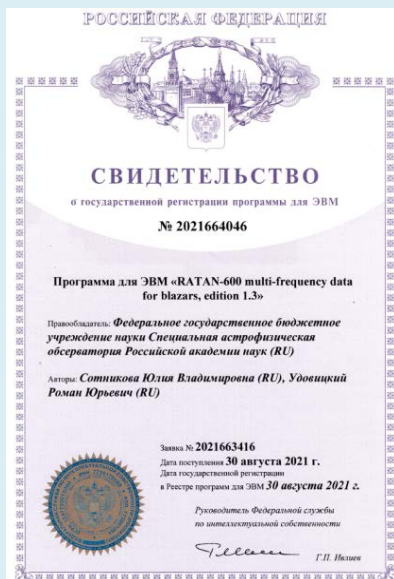 РОССИЙСКАЯ ФЕДЕРАЦИЯ
СВИДЕТЕЛЬСТВО
о государственной регистрации программы для ЭВМ
№ 2021664046
Программа для ЭВМ «RATAN-600 multi-frequency data
for blazars, edition 1.3»
Правообладатель: Федеральное государственное бюджетное
учреждение науки Специальная астрофизическая
обсерватория Российской академии наук (RU)
Авторы: Сотникова Юлия Владимировна (RU), Удовицкий
Роман Юрьевич (RU)
Заявка № 2021663416
Дата поступления 30 августа 2021 г.
Дата государственной регистрации
в Реестре программ для ЭВМ 30 августа 2021 г.
Руководитель Федеральной службы
по интеллектуальной собственности
Г.П. Ивлиев